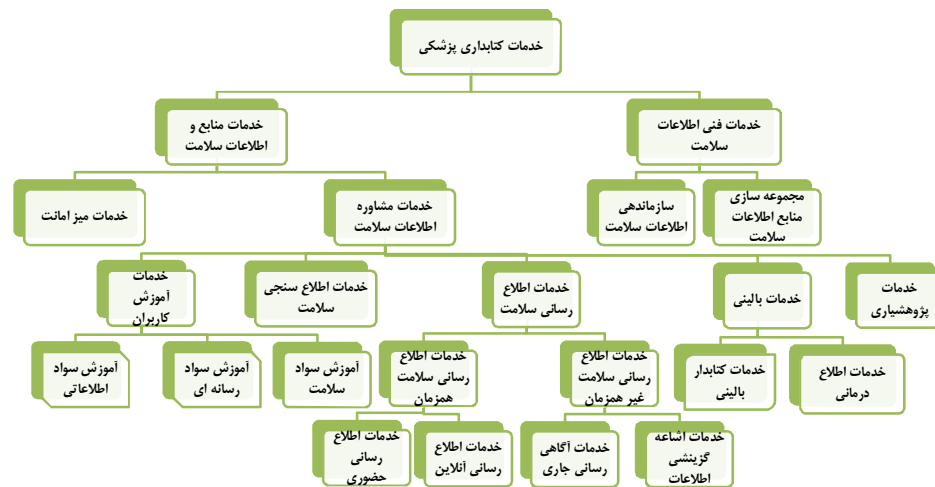 خدمات کتابداری پزشکی
خدمات فنی اطلاعات
سلامت
خدمات منابع و
اطلاعات سلامت
مجموعه سازی
منابع اطلاعات
سلامت
سازماندهی
اطلاعات سلامت
خدمات مشاوره
اطلاعات سلامت
خدمات میز امانت
خدمات
پژوهشیاری
خدمات بالینی
خدمات اطلاع
رسانی سلامت
خدمات اطلاع سنجی
سلامت
خدمات
آموزش
کاربران
خدمات اطلاع
درمانی
خدمات کتابدار
بالینی
خدمات اطلاع
رسانی سلامت
غیر همزمان
خدمات اطلاع
رسانی سلامت
همزمان
آموزش سواد
سلامت
آموزش سواد
رسانه ای
آموزش سواد
اطلاعاتی
خدمات اشاعه
گزینشی
اطلاعات
خدمات آگاهی
رسانی جاری
خدمات اطلاع
رسانی آنلاین
خدمات اطلاع
رسانی
حضوری